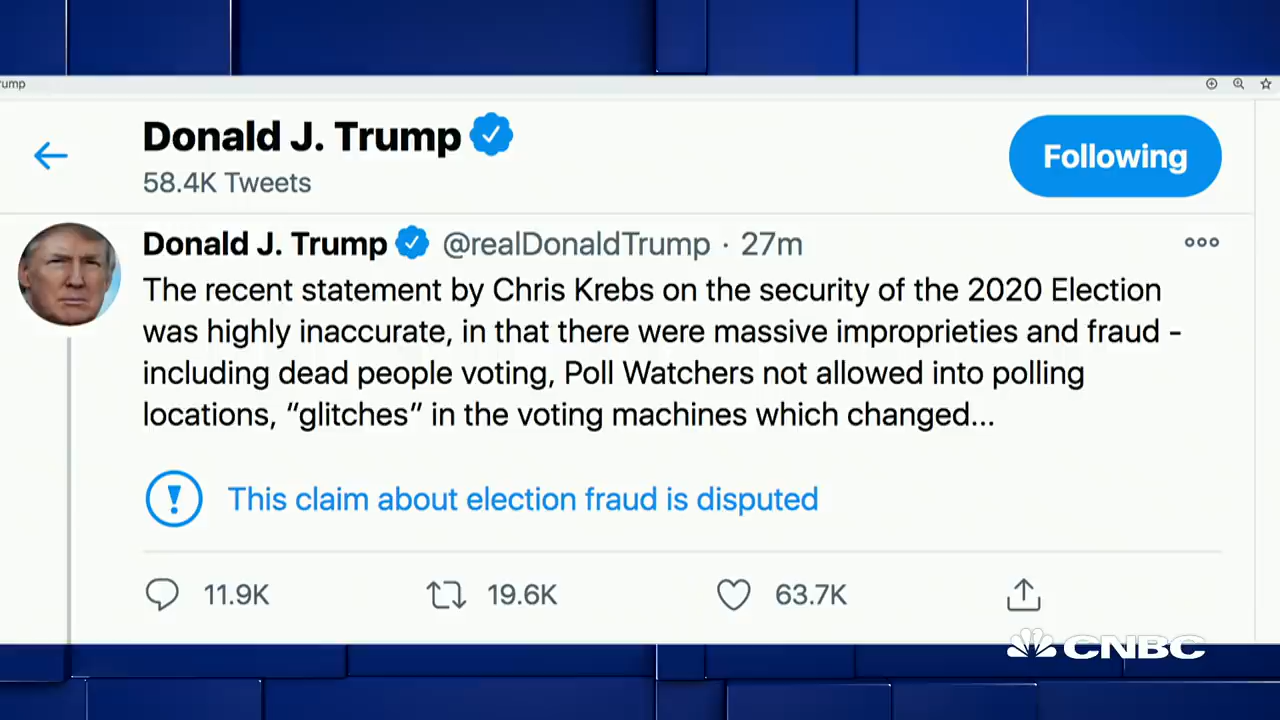 rump
Donald J. Trump
58.4K Tweets
Following
Donald J. Trump @realDonaldTrump · 27m
The recent statement by Chris Krebs on the security of the 2020 Election
was highly inaccurate, in that there were massive improprieties and fraud -
including dead people voting, Poll Watchers not allowed into polling
locations, “glitches” in the voting machines which changed...
This claim about election fraud is disputed
11.9K 19.6K 63.7K
CNBC